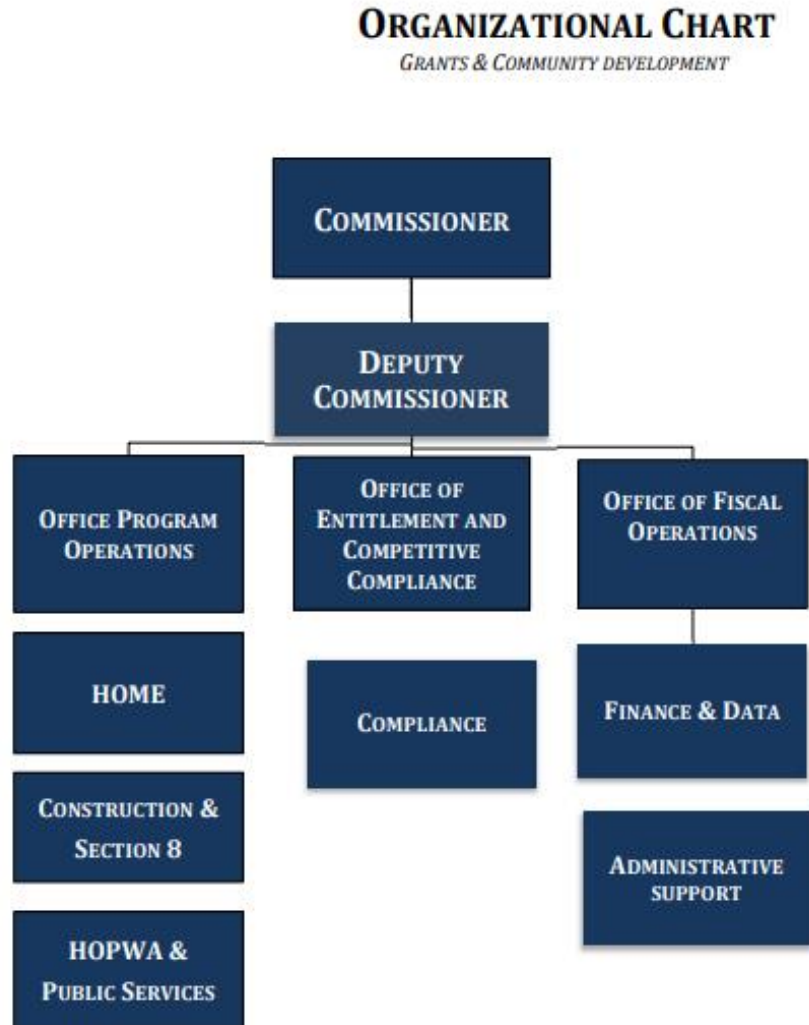 ORGANIZATIONAL CHART
GRANTS & COMMUNITY DEVELOPMENT
COMMISSIONER
DEPUTY
COMMISSIONER
OFFICE PROGRAM
OPERATIONS
OFFICE OF
ENTITLEMENT AND
COMPETITIVE
COMPLIANCE
OFFICE OF FISCAL
OPERATIONS
HOME
COMPLIANCE
FINANCE & DATA
CONSTRUCTION &
SECTION 8
ADMINISTRATIVE
SUPPORT
HOPWA &
PUBLIC SERVICES